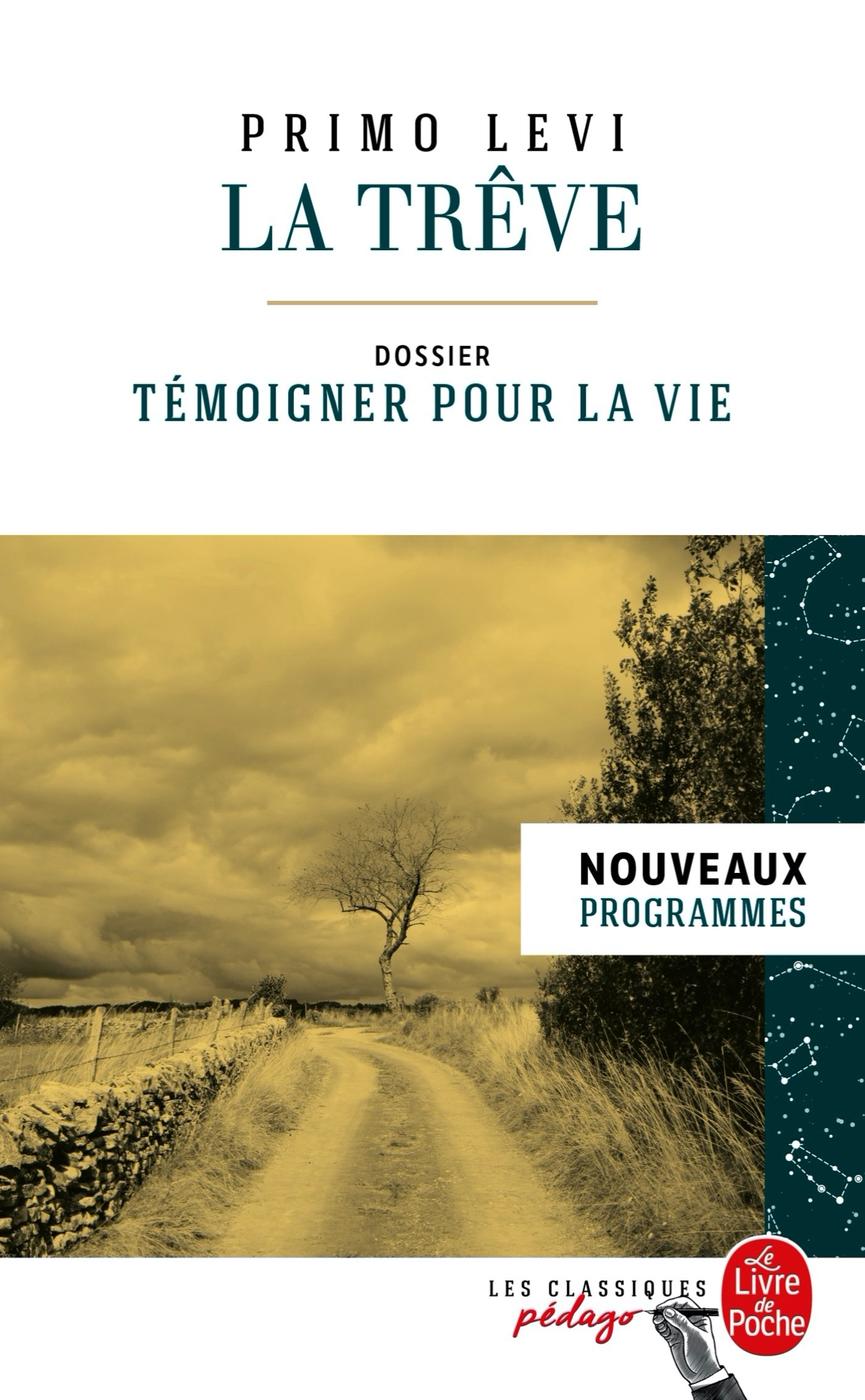 PRIMO LEVI
LA TRÊVE
DOSSIER
TÉMOIGNER POUR LA VIE
NOUVEAUX
PROGRAMMES
LES CLASSIQUES
pédago
Le
Livre
de
Poche